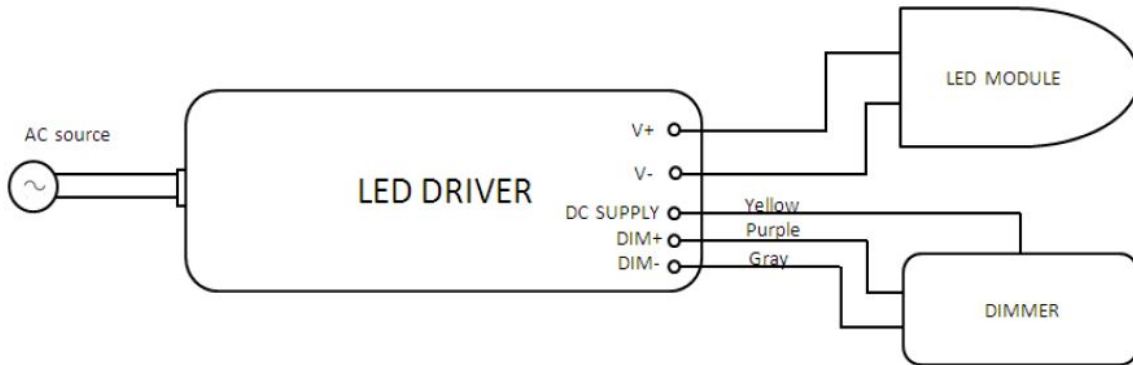 LED MODULE
AC source
V+
LED DRIVER
V-
DC SUPPLY
Yellow
DIM+
Purple
DIM-
Gray
DIMMER